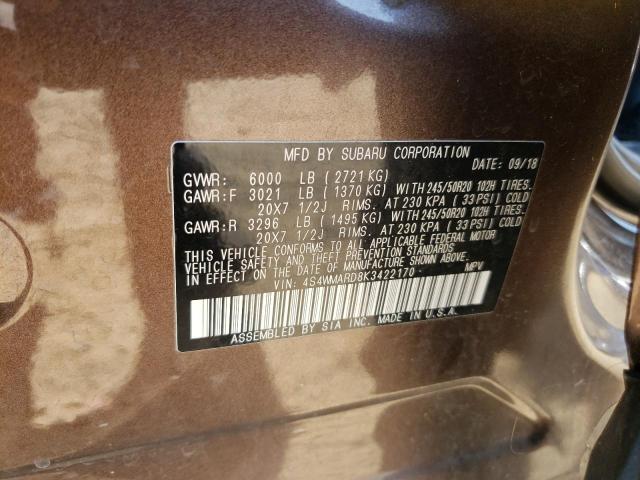 MFD BY SUBARU CORPORATION
DATE: 09/18
GVWR: 6000 LB ( 2721 KG)
GAWR:F 3021 LB ( 1370 KG) WITH 245/50R20 102H TIRES.
20X7 1/2J RIMS. AT 230 KPA ( 33 PSI) COLD
GAWR:R 3296 LB ( 1495 KG) WITH 245/50R20 102H TIRES.
20X7 1/2J RIMS. AT 230 KPA ( 33 PSI) COLD.
THIS VEHICLE CONFORMS TO ALL APPLICABLE FEDERAL MOTOR
VEHICLE SAFETY AND THEFT PREVENTION STANDARDS
IN EFFECT ON THE DATE OF MANUFACTURE SHOWN ABOVE.
VIN: 4S4WMARD8K3422170 MPV
ASSEMBLED BY SIA INC. MADE IN U.S.A.